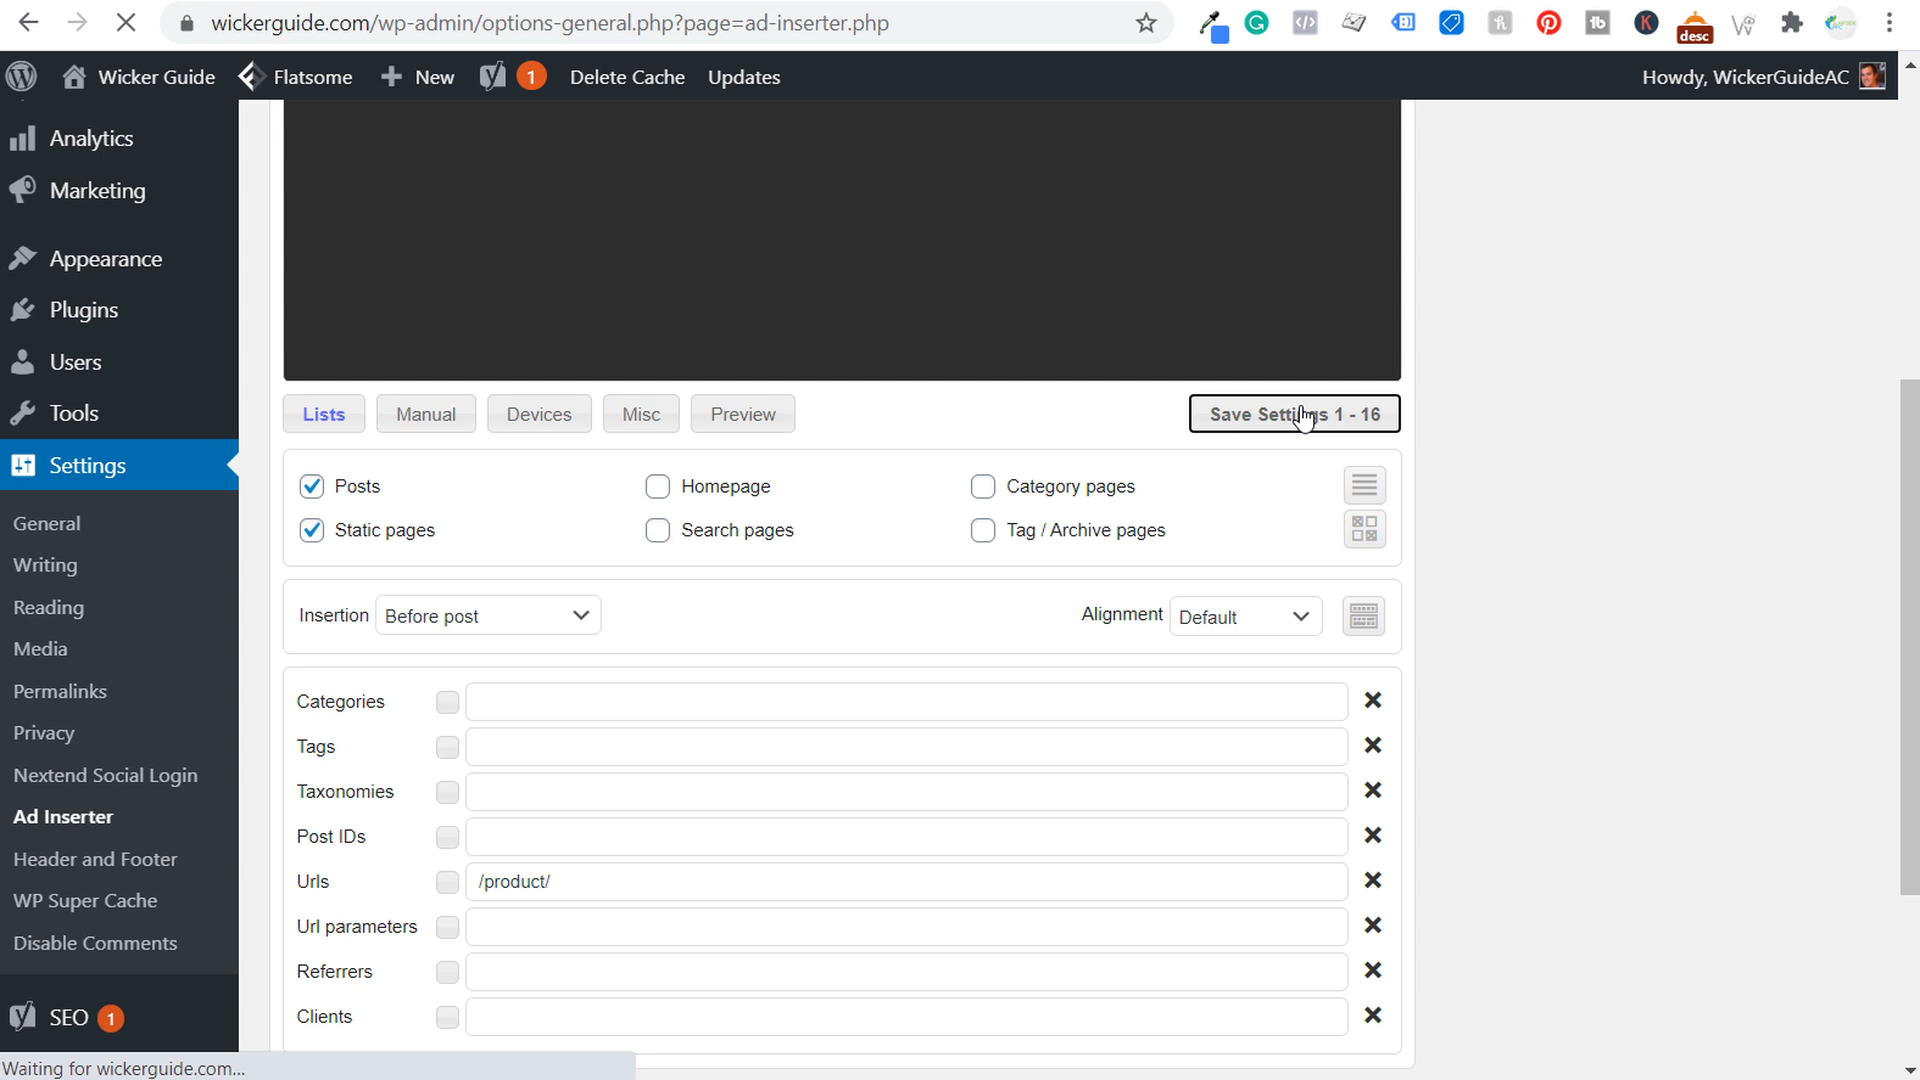 wickerguide.com/wp-admin/options-general.php?page=ad-inserter.php
desc
Wicker Guide
Flatsome
New
1
Delete Cache
Updates
Howdy, WickerGuideAC
Analytics
Marketing
Appearance
Plugins
Users
Tools
Settings
General
Writing
Reading
Media
Permalinks
Privacy
Nextend Social Login
Ad Inserter
Header and Footer
WP Super Cache
Disable Comments
SEO 1
Waiting for wickerguide.com...
Lists
Manual
Devices
Misc
Preview
Save Settings 1 - 16
Posts
Homepage
Category pages
Static pages
Search pages
Tag / Archive pages
Insertion Before post
Alignment Default
Categories
Tags
Taxonomies
Post IDs
Urls /product/
Url parameters
Referrers
Clients